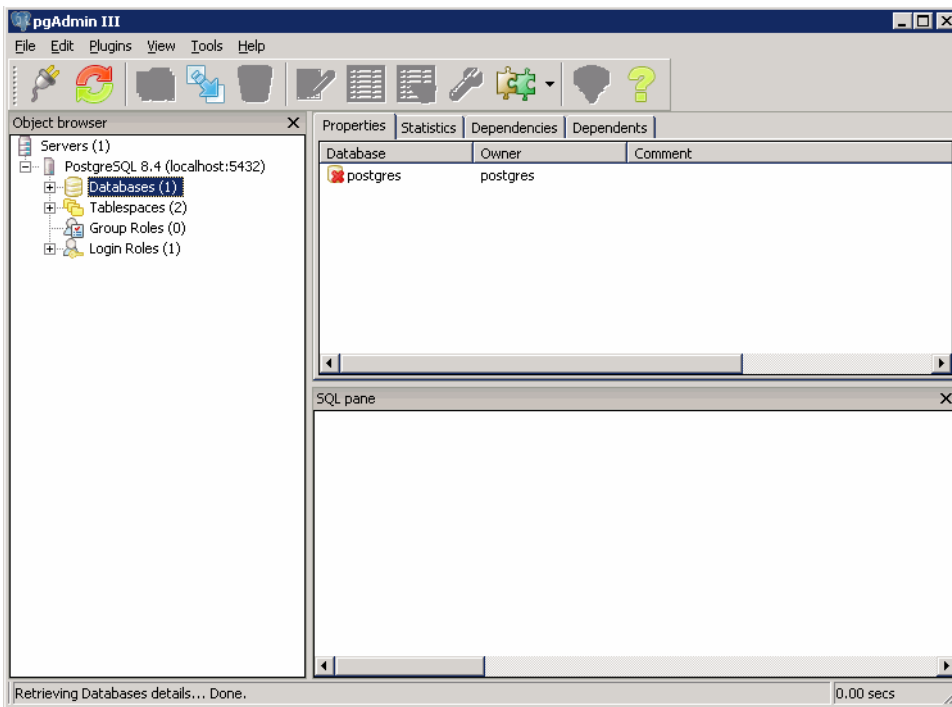 pgAdmin III
File Edit Plugins View Tools Help
Object browser
Servers (1)
PostgreSQL 8.4 (localhost:5432)
Databases (1)
Tablespaces (2)
Group Roles (0)
Login Roles (1)
Properties Statistics Dependencies Dependents
Database Owner Comment
postgres postgres
SQL pane
Retrieving Databases details... Done. 0.00 secs